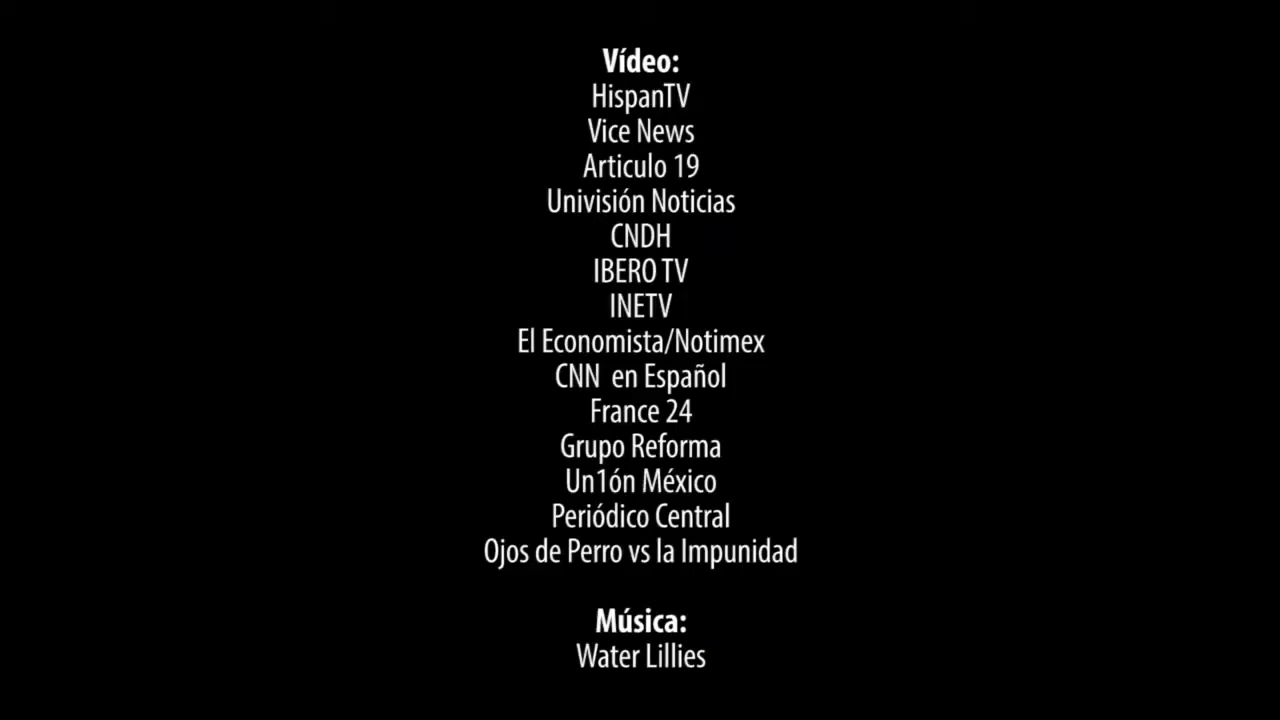 Vídeo:
HispanTV
Vice News
Articulo 19
Univisión Noticias
CNDH
IBERO TV
INETV
El Economista/Notimex
CNN  en Español
France 24
Grupo Reforma
Un1ón México
Periódico Central
Ojos de Perro vs la Impunidad
Música:
Water Lillies